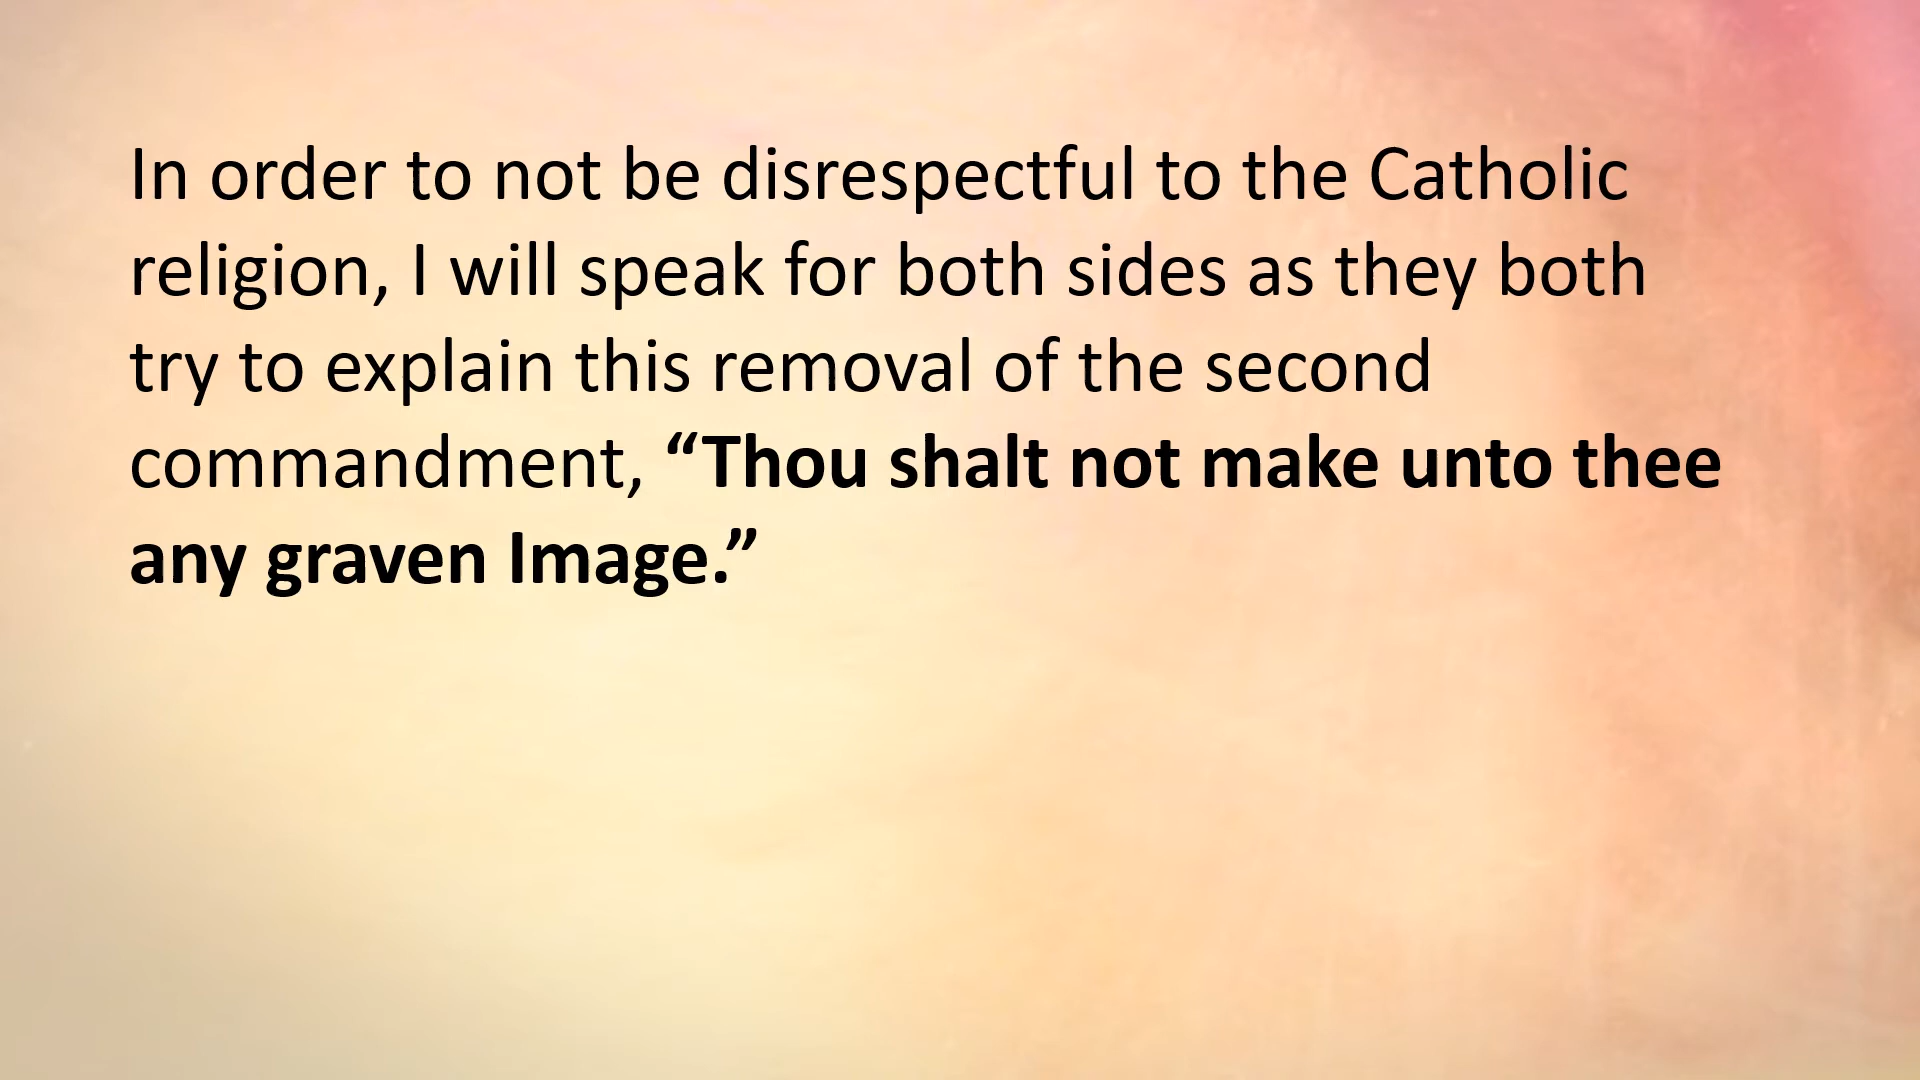 In order to not be disrespectful to the Catholic
religion, I will speak for both sides as they both
try to explain this removal of the second
commandment, “Thou shalt not make unto thee
any graven Image.”